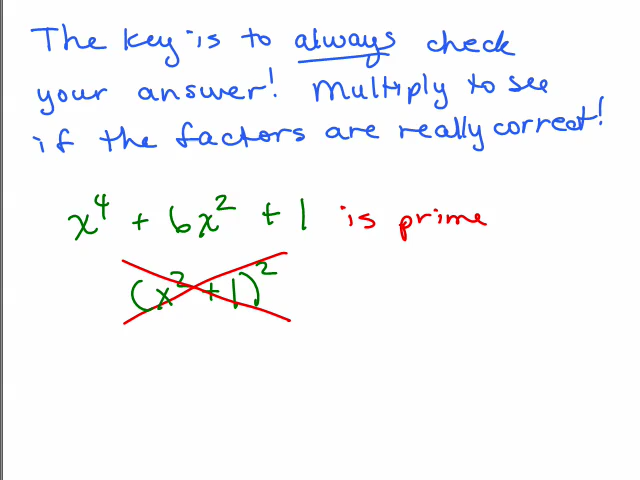 The key is to always check
your answer! Multiply to see
if the factors are really correct!
x⁴ + 6x² + 1 is prime
(x² + 1)²